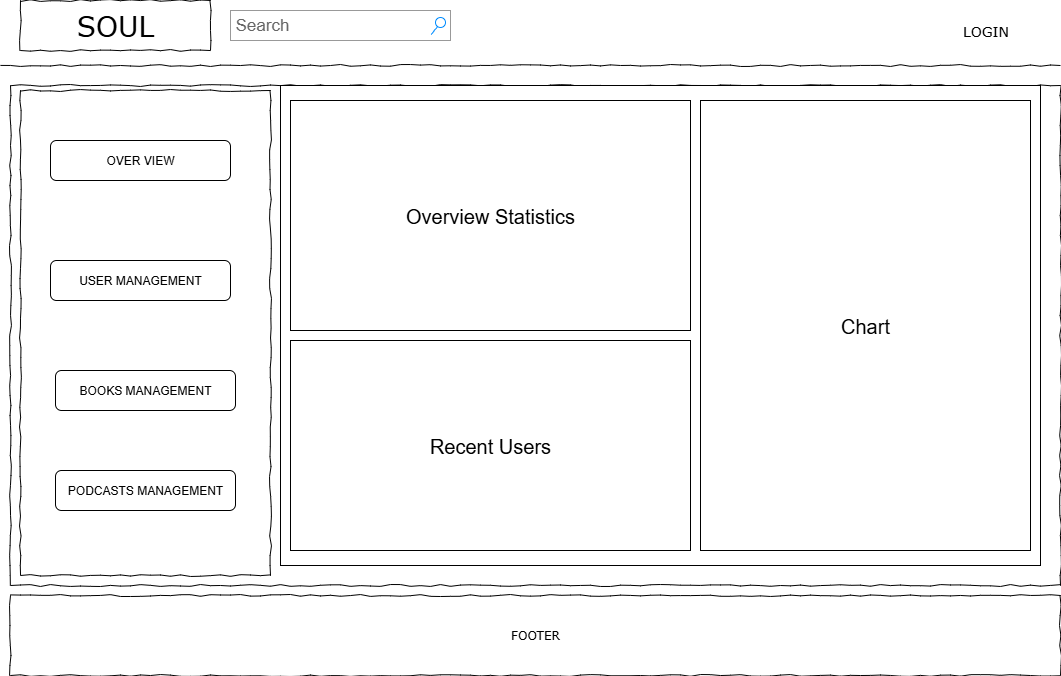 SOUL
Search
LOGIN
OVER VIEW
USER MANAGEMENT
BOOKS MANAGEMENT
PODCASTS MANAGEMENT
Overview Statistics
Recent Users
Chart
FOOTER